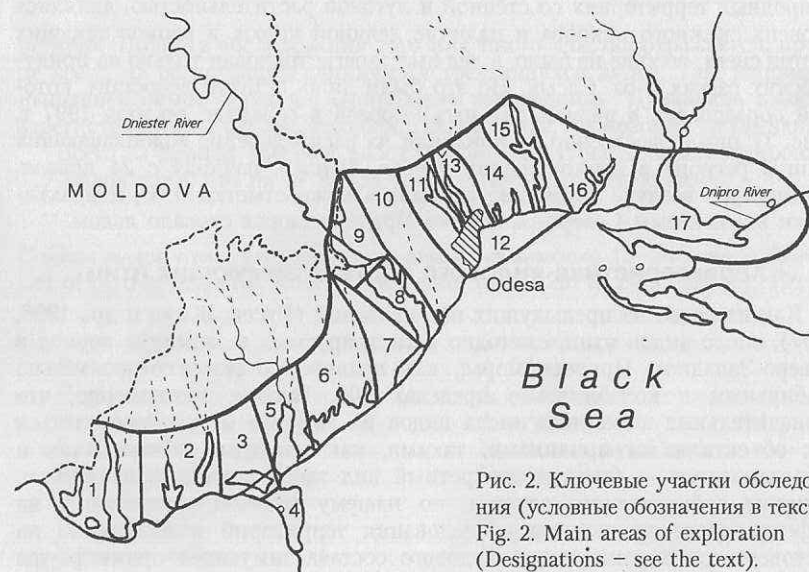 Dniester River
MOLDOVA
15
13
10
11
14
16
Dnipro River
17
9
12
8
Odesa
7
6
Black
Sea
5
3
2
4
Рис. 2. Ключевые участки обследо
ния (условные обозначения в текс
Fig. 2. Main areas of exploration
(Designations – see the text).